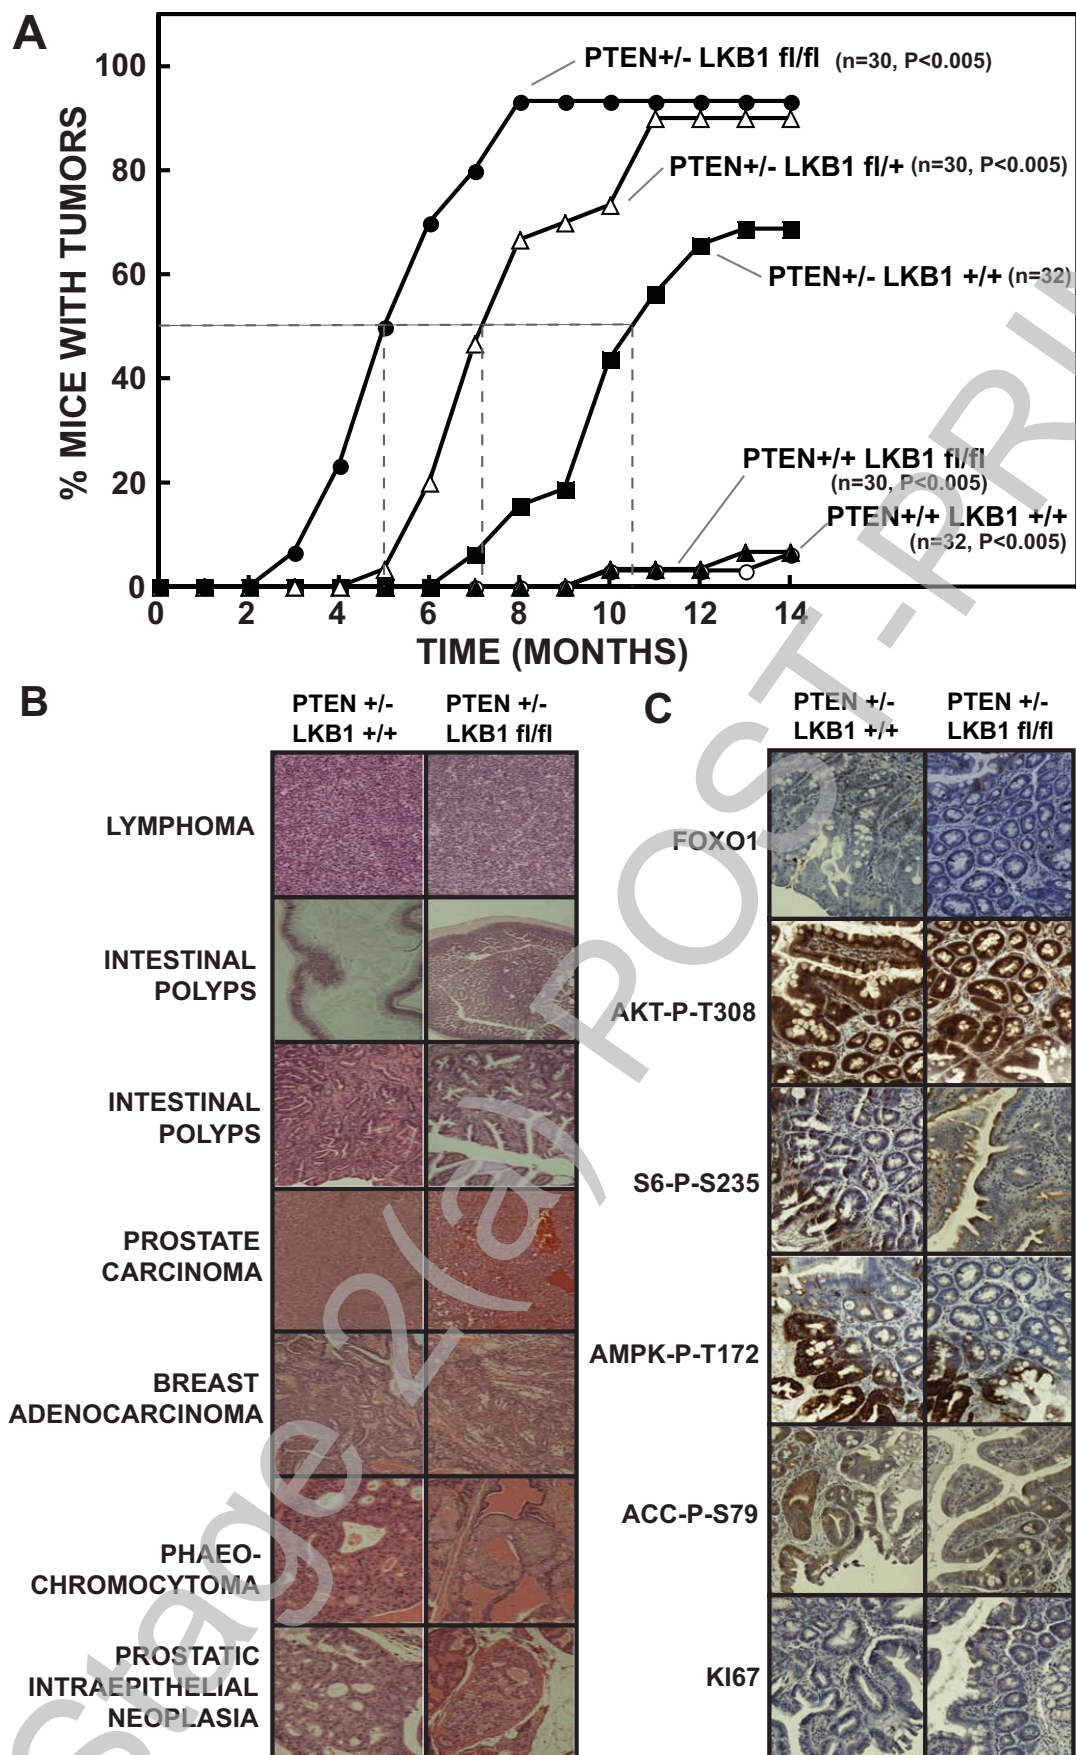 A
% MICE WITH TUMORS
100
80
60
40
20
0
0 2 4 6 8 10 12 14
TIME (MONTHS)
PTEN+/- LKB1 fl/fl (n=30, P<0.005)
PTEN+/- LKB1 fl/+ (n=30, P<0.005)
PTEN+/- LKB1 +/+ (n=32)
PTEN+/+ LKB1 fl/fl
(n=30, P<0.005)
PTEN+/+ LKB1 +/+
(n=32, P<0.005)
B
PTEN +/-
LKB1 +/+
PTEN +/-
LKB1 fl/fl
LYMPHOMA
INTESTINAL
POLYPS
INTESTINAL
POLYPS
PROSTATE
CARCINOMA
BREAST
ADENOCARCINOMA
PHAEO-
CHROMOCYTOMA
PROSTATIC
INTRAEPITHELIAL
NEOPLASIA
C
PTEN +/-
LKB1 +/+
PTEN +/-
LKB1 fl/fl
FOXO1
AKT-P-T308
S6-P-S235
AMPK-P-T172
ACC-P-S79
KI67
Stage 2(a) POST-PRI